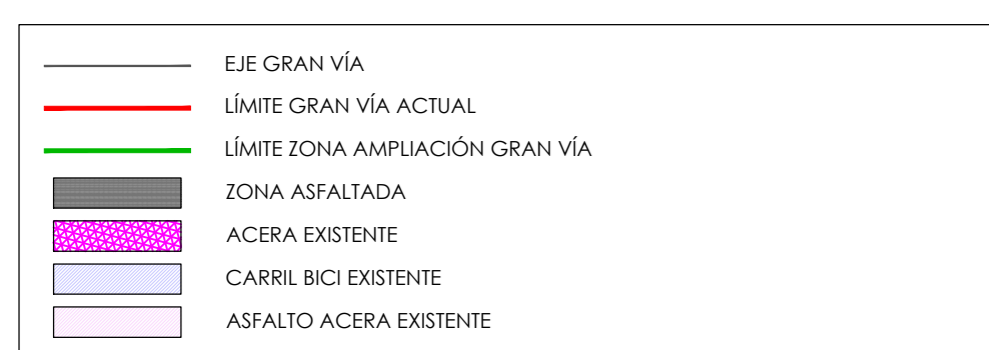 EJE GRAN VÍA
LÍMITE GRAN VÍA ACTUAL
LÍMITE ZONA AMPLIACIÓN GRAN VÍA
ZONA ASFALTADA
ACERA EXISTENTE
CARRIL BICI EXISTENTE
ASFALTO ACERA EXISTENTE